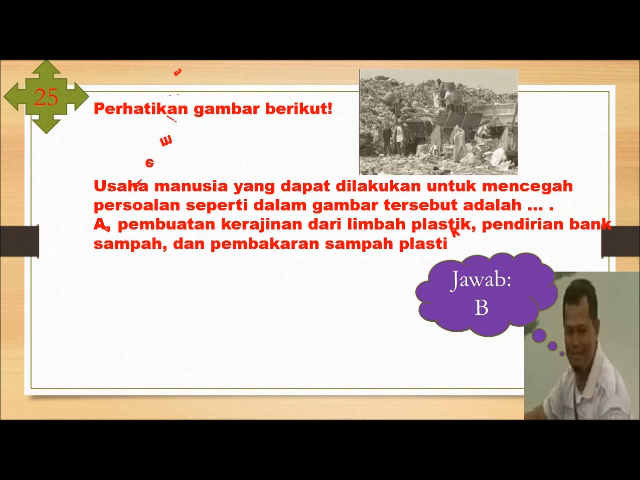 25
Perhatikan gambar berikut!
Usaha manusia yang dapat dilakukan untuk mencegah
persoalan seperti dalam gambar tersebut adalah ... .
A, pembuatan kerajinan dari limbah plastik, pendirian bank
sampah, dan pembakaran sampah plasti
Jawab:
B